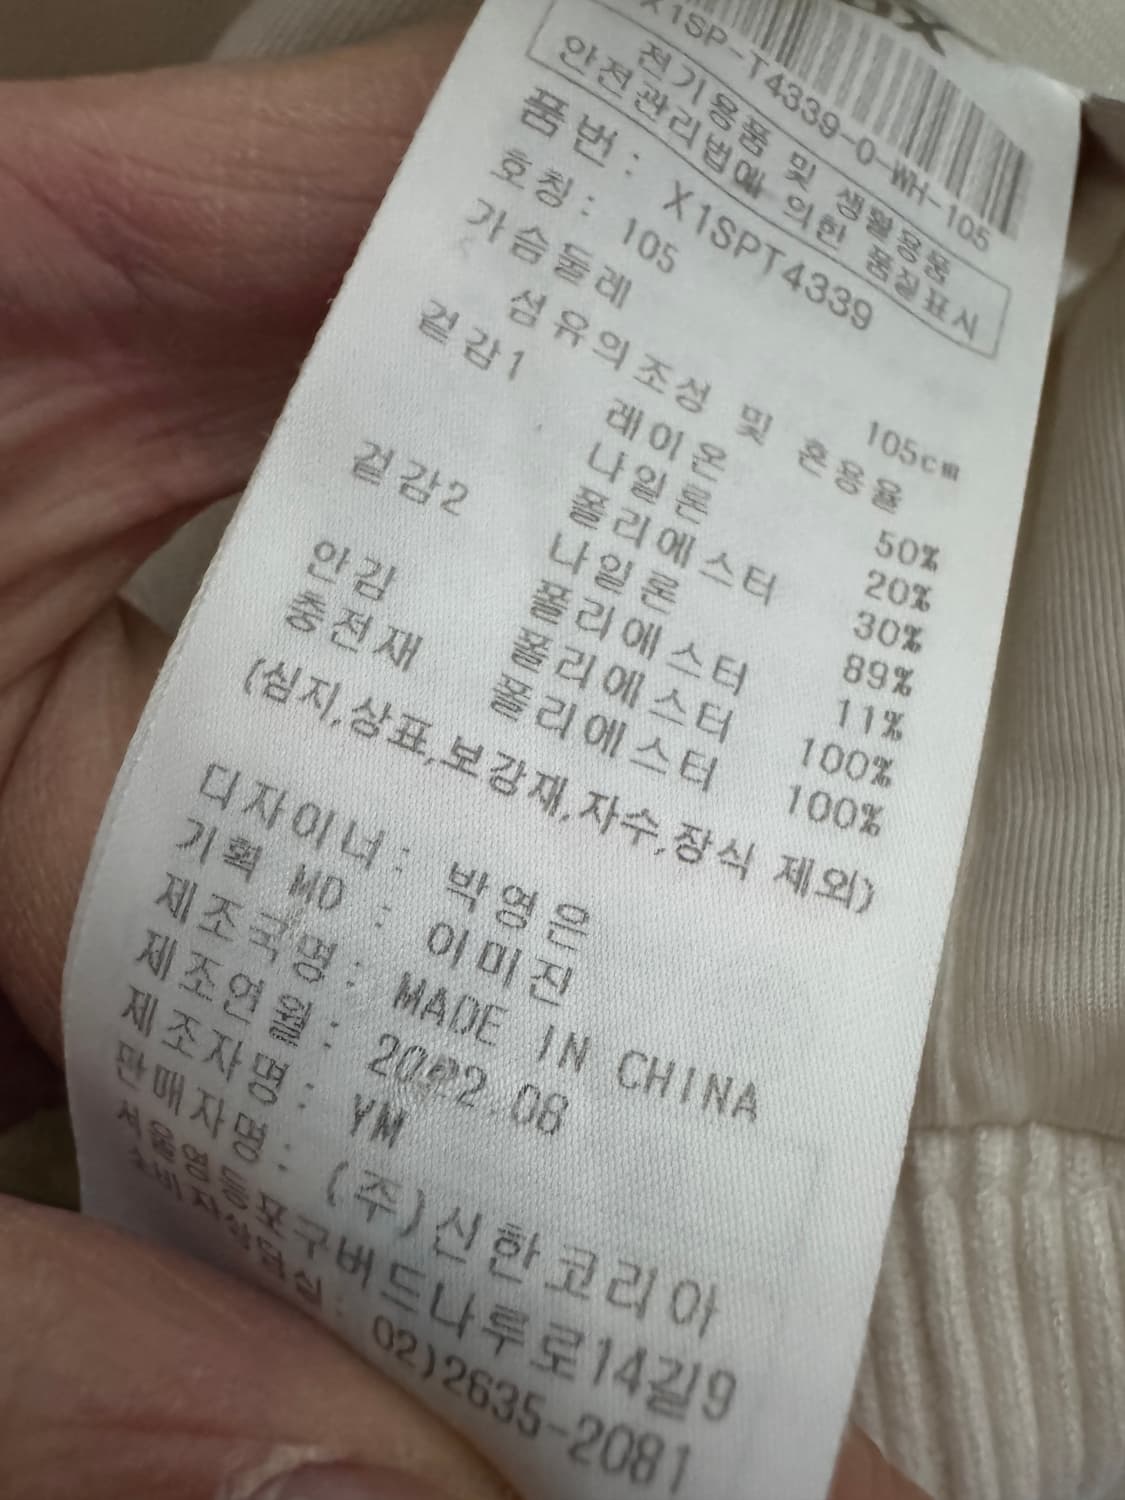 X1SP-T4339-0-WH-105
전기용품 및 생활용품
안전관리법에 의한 품질표시
품번 : X1SPT4339
호칭 : 105
가슴둘레 105cm
섬유의조성 및 혼용율
겉감1 레이온 50%
나일론 20%
폴리에스터 30%
겉감2 나일론 89%
폴리에스터 11%
안감 폴리에스터 100%
충전재 폴리에스터 100%
(심지,상표,보강재,자수,장식 제외)
디자이너 : 박영은
기획 MD : 이미진
제조국명 : MADE IN CHINA
제조연월 : 2022.08
제조자명 : YM
판매자명 : (주)신한코리아
서울영등포구버드나루로14길9
소비자상담실: 02)2635-2081